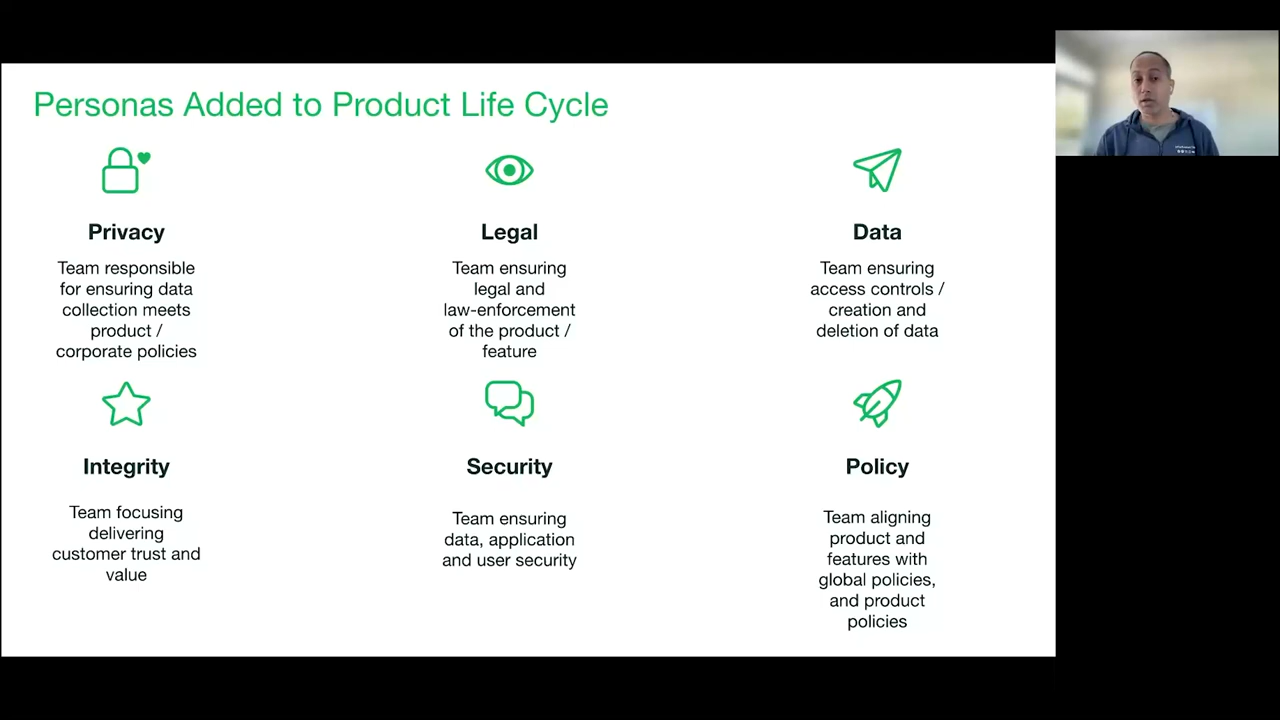 Personas Added to Product Life Cycle
Privacy
Team responsible
for ensuring data
collection meets
product /
corporate policies
Legal
Team ensuring
legal and
law-enforcement
of the product /
feature
Data
Team ensuring
access controls /
creation and
deletion of data
Integrity
Team focusing
delivering
customer trust and
value
Security
Team ensuring
data, application
and user security
Policy
Team aligning
product and
features with
global policies,
and product
policies